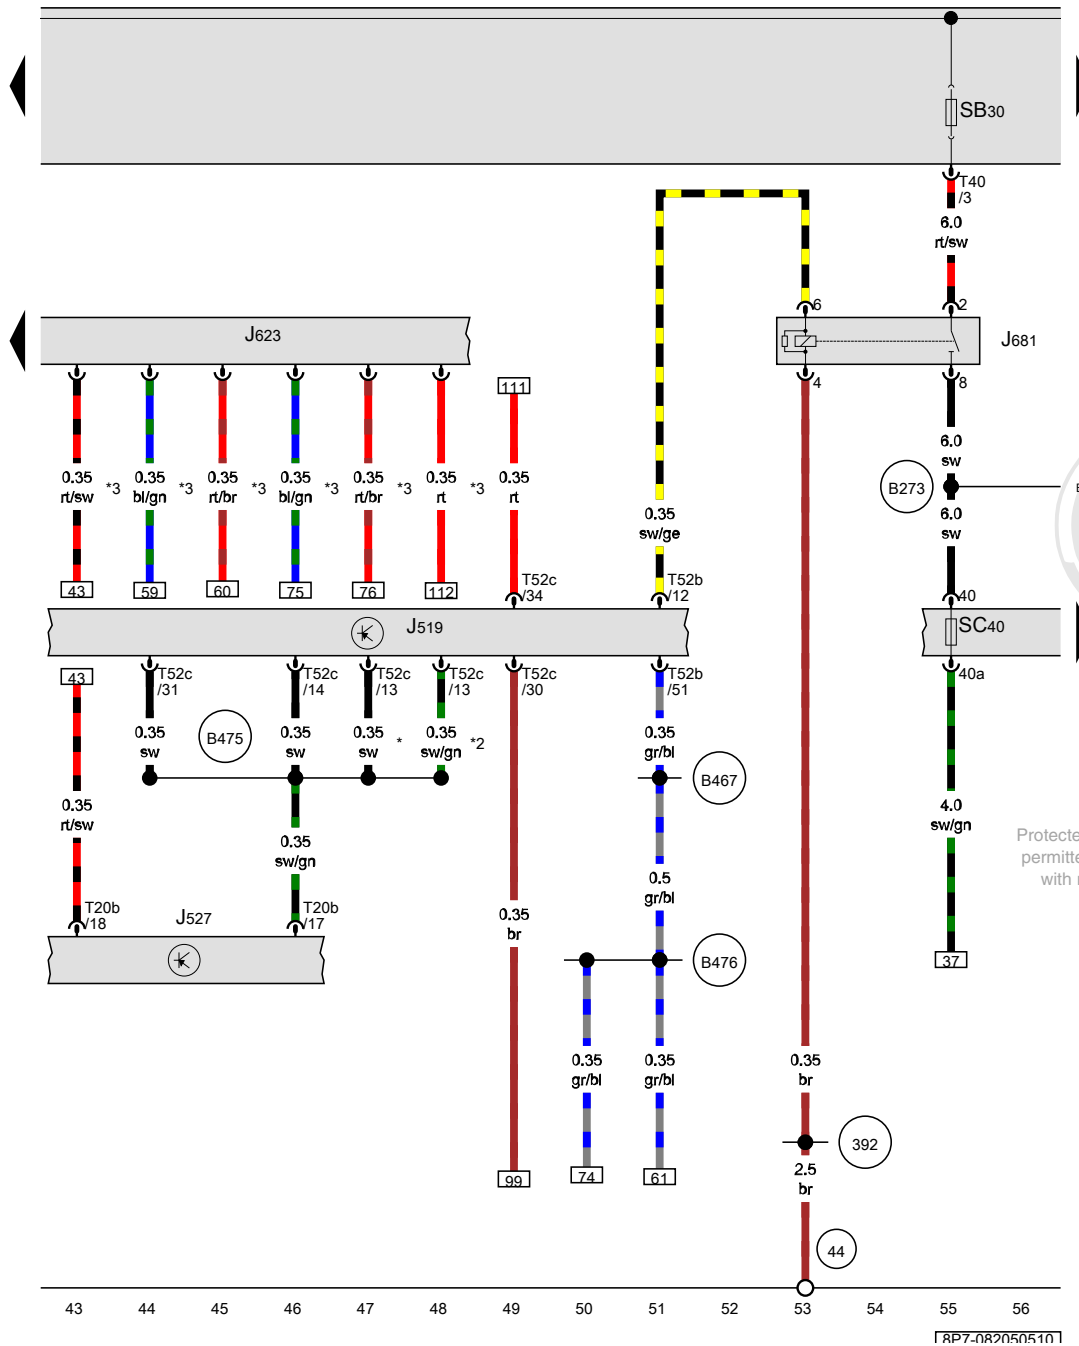 SB30
T40
/3
6.0
rt/sw
6
2
J623
J681
4
8
111
6.0
sw
0.35
rt/sw
*3
0.35
bl/gn
*3
0.35
rt/br
*3
0.35
bl/gn
*3
0.35
rt/br
*3
0.35
rt
*3
0.35
rt
B273
0.35
sw/ge
6.0
sw
43
59
60
75
76
112
T52c
/34
T52b
/12
40
J519
SC40
43
T52c
/31
T52c
/14
T52c
/13
T52c
/13
T52c
/30
T52b
/51
40a
0.35
sw
B475
0.35
sw
0.35
sw
*
0.35
sw/gn
*2
0.35
gr/bl
B467
0.35
rt/sw
4.0
sw/gn
0.35
sw/gn
Protecte
permitte
with r
0.5
gr/bl
T20b
/18
J527
T20b
/17
0.35
br
B476
37
0.35
gr/bl
0.35
gr/bl
0.35
br
392
99
74
61
2.5
br
44
43 44 45 46 47 48 49 50 51 52 53 54 55 56
8P7-082050510